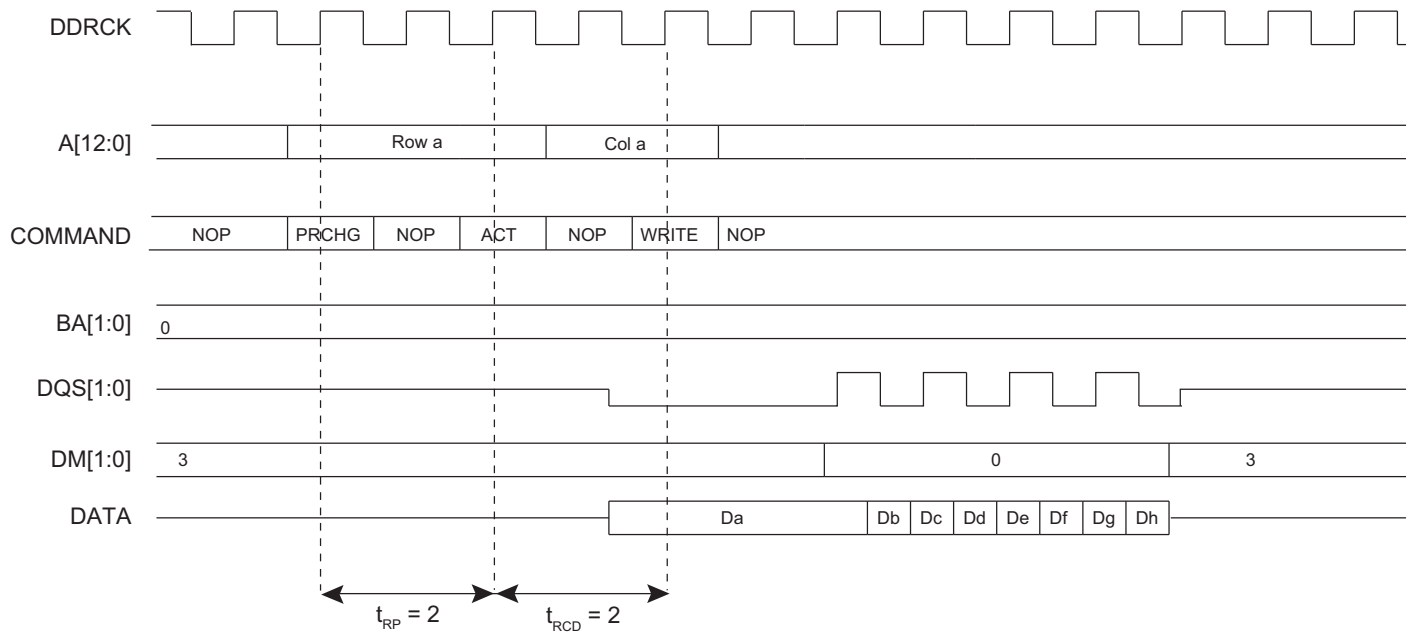 DDRCK
A[12:0] Row a Col a
COMMAND NOP PRCHG NOP ACT NOP WRITE NOP
BA[1:0] 0
DQS[1:0]
DM[1:0] 3 0 3
DATA Da Db Dc Dd De Df Dg Dh
tRP = 2 tRCD = 2